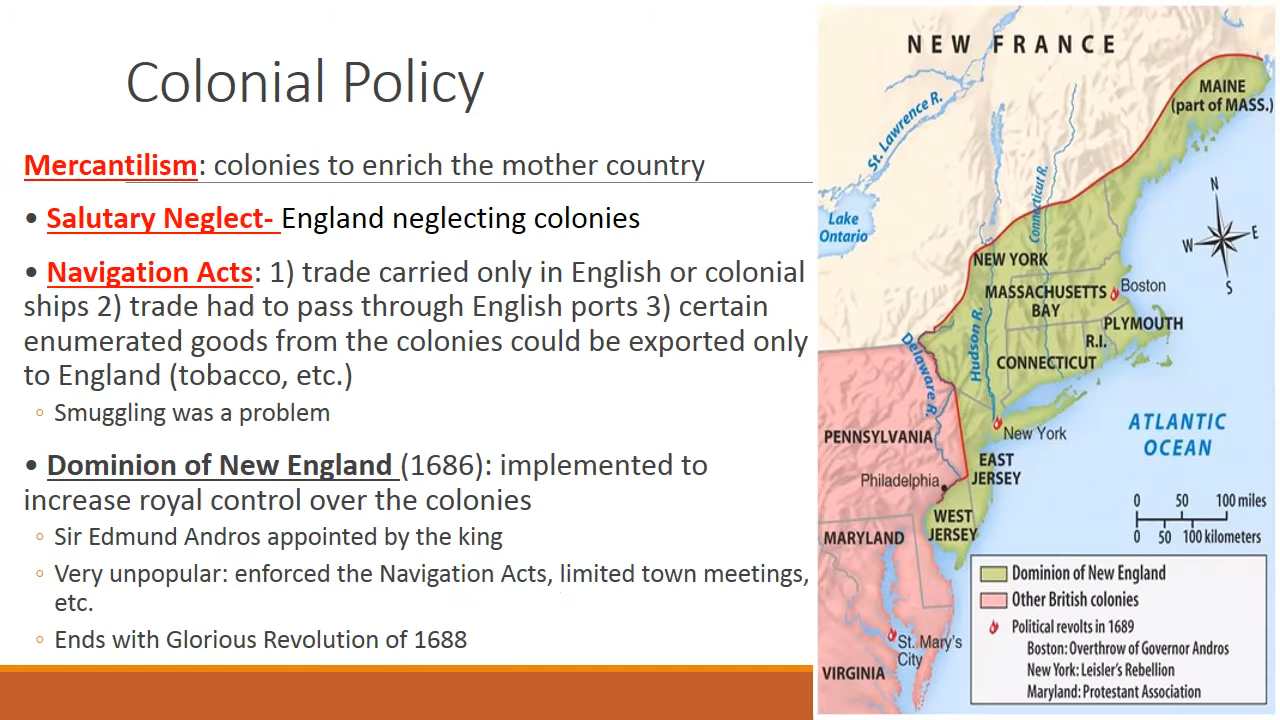 Colonial Policy
Mercantilism: colonies to enrich the mother country
• Salutary Neglect- England neglecting colonies
• Navigation Acts: 1) trade carried only in English or colonial
ships 2) trade had to pass through English ports 3) certain
enumerated goods from the colonies could be exported only
to England (tobacco, etc.)
◦ Smuggling was a problem
• Dominion of New England (1686): implemented to
increase royal control over the colonies
◦ Sir Edmund Andros appointed by the king
◦ Very unpopular: enforced the Navigation Acts, limited town meetings,
etc.
◦ Ends with Glorious Revolution of 1688
NEW FRANCE
MAINE
(part of MASS.)
St. Lawrence R.
Connecticut R.
Lake
Ontario
N
W
E
S
NEW YORK
MASSACHUSETTS
BAY
Boston
PLYMOUTH
R.I.
CONNECTICUT
Hudson R.
Delaware R.
New York
ATLANTIC
OCEAN
PENNSYLVANIA
Philadelphia
EAST
JERSEY
WEST
JERSEY
MARYLAND
St. Mary's
City
VIRGINIA
0 50 100 miles
0 50 100 kilometers
Dominion of New England
Other British colonies
Political revolts in 1689
Boston: Overthrow of Governor Andros
New York: Leisler's Rebellion
Maryland: Protestant Association